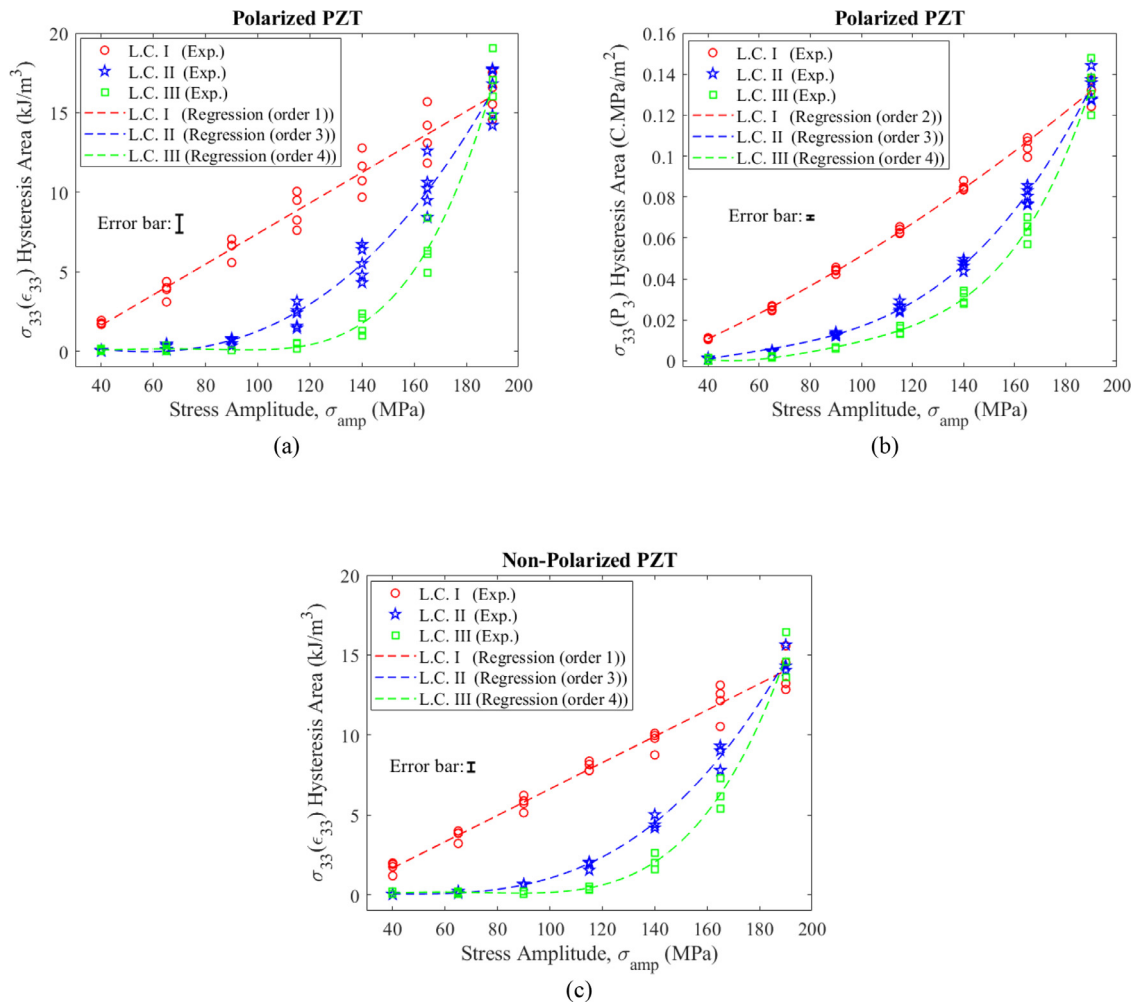 Polarized PZT
20
15
10
5
0
40 60 80 100 120 140 160 180 200
σ33(ϵ33) Hysteresis Area (kJ/m³)
Stress Amplitude, σamp (MPa)
L.C. I (Exp.)
L.C. II (Exp.)
L.C. III (Exp.)
L.C. I (Regression (order 1))
L.C. II (Regression (order 3))
L.C. III (Regression (order 4))
Error bar:
(a)
Polarized PZT
0.16
0.14
0.12
0.1
0.08
0.06
0.04
0.02
0
40 60 80 100 120 140 160 180 200
σ33(P3) Hysteresis Area (C.MPa/m²)
Stress Amplitude, σamp (MPa)
L.C. I (Exp.)
L.C. II (Exp.)
L.C. III (Exp.)
L.C. I (Regression (order 2))
L.C. II (Regression (order 3))
L.C. III (Regression (order 4))
Error bar:
(b)
Non-Polarized PZT
20
15
10
5
0
40 60 80 100 120 140 160 180 200
σ33(ϵ33) Hysteresis Area (kJ/m³)
Stress Amplitude, σamp (MPa)
L.C. I (Exp.)
L.C. II (Exp.)
L.C. III (Exp.)
L.C. I (Regression (order 1))
L.C. II (Regression (order 3))
L.C. III (Regression (order 4))
Error bar:
(c)